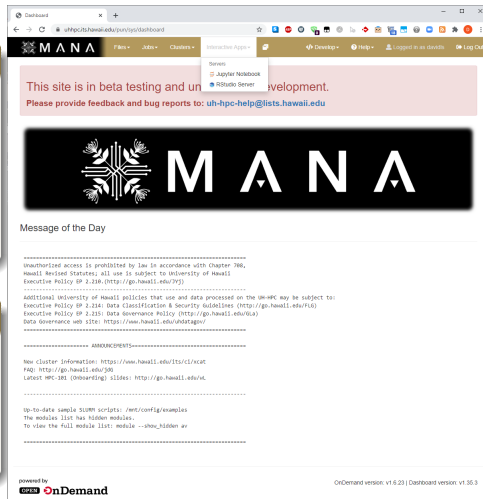 Dashboard
uhhpc.its.hawaii.edu/pun/sys/dashboard
MANA Files Jobs Clusters Interactive Apps Develop Help Logged in as davidls Log Out
Servers
Jupyter Notebook
RStudio Server
This site is in beta testing and un evelopment.
Please provide feedback and bug reports to: uh-hpc-help@lists.hawaii.edu
MANA
Message of the Day
Unauthorized access is prohibited by law in accordance with Chapter 708,
Hawaii Revised Statutes; all use is subject to University of Hawaii
Executive Policy EP 2.210.(http://go.hawaii.edu/JYj)
Additional University of Hawaii policies that use and data processed on the UH-HPC may be subject to:
Executive Policy EP 2.214: Data Classification & Security Guidelines (http://go.hawaii.edu/FLG)
Executive Policy EP 2.215: Data Governance Policy (http://go.hawaii.edu/GLa)
Data Governance web site: https://www.hawaii.edu/uhdatagov/
====================== ANNOUNCEMENTS======================
New cluster information: https://www.hawaii.edu/its/ci/xcat
FAQ: http://go.hawaii.edu/jdG
Latest HPC-101 (Onboarding) slides: http://go.hawaii.edu/wL
Up-to-date sample SLURM scripts: /mnt/config/examples
The modules list has hidden modules.
To view the full module list: module --show_hidden av
powered by
OPEN OnDemand
OnDemand version: v1.6.23 | Dashboard version: v1.35.3